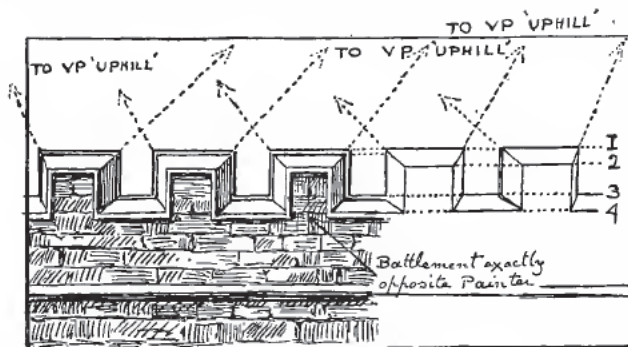 TO VP 'UPHILL'
TO VP 'UPHILL'
TO VP 'UPHILL'
1
2
3
4
Battlement exactly
opposite Painter